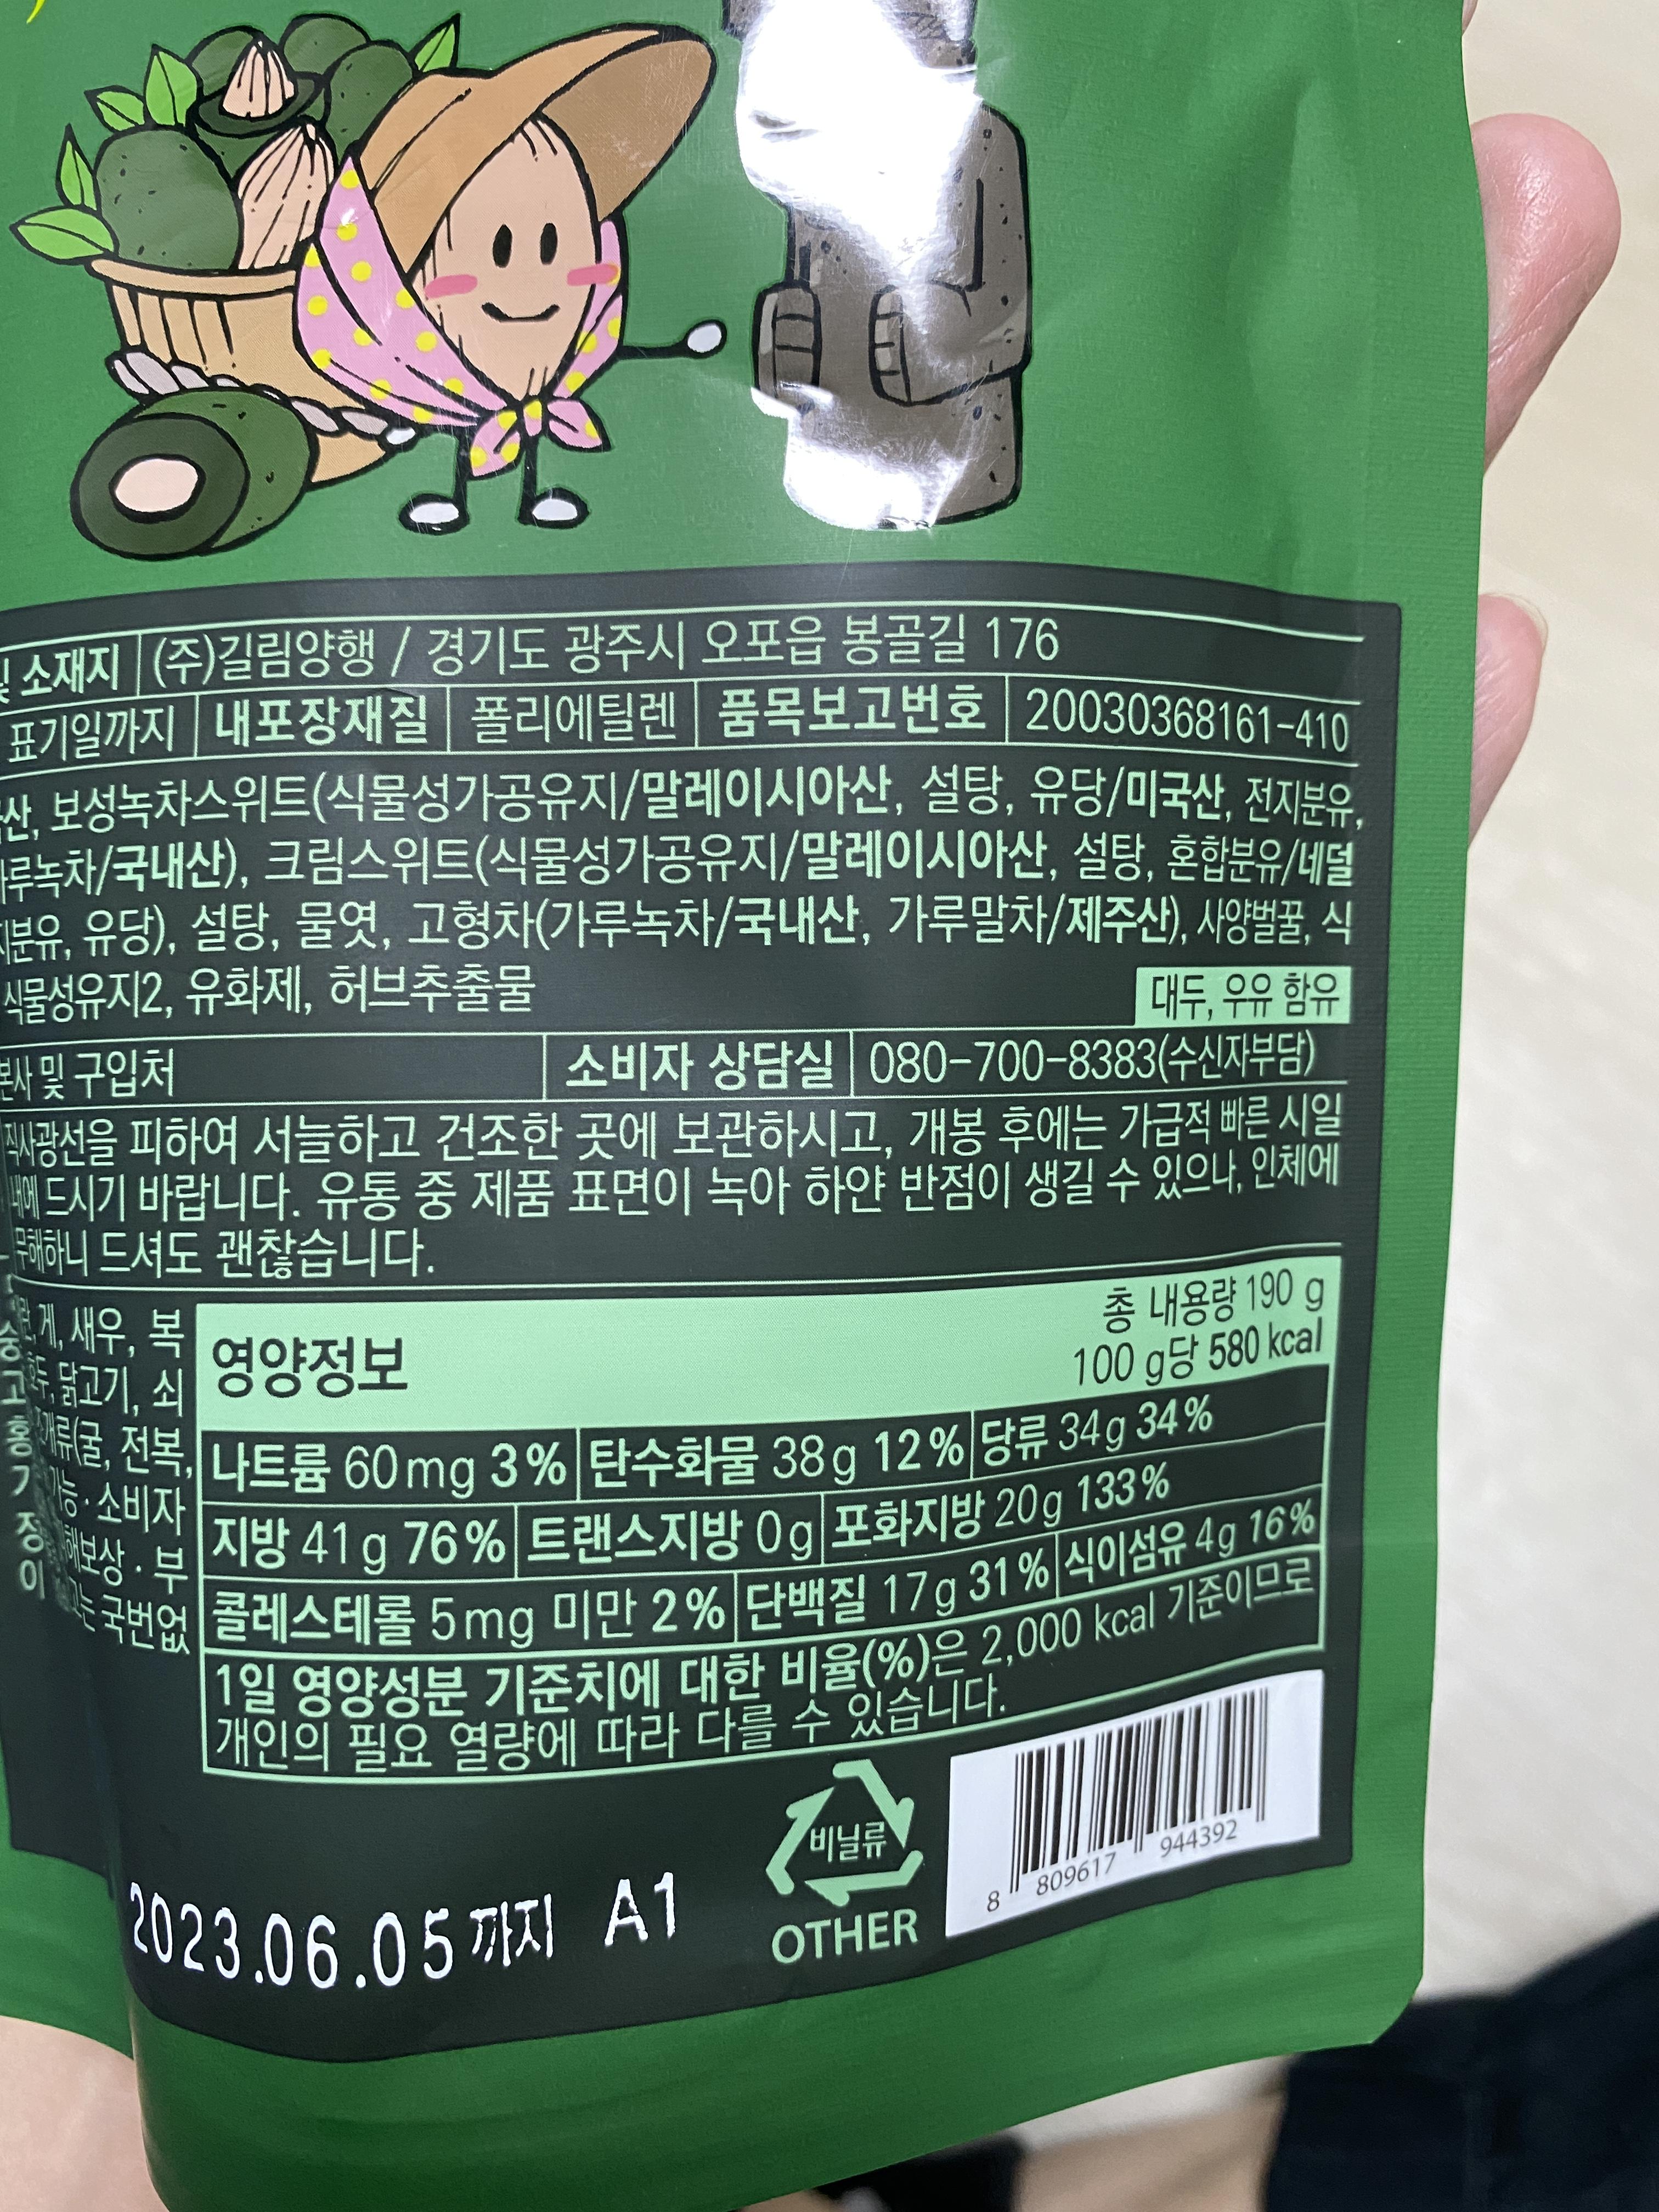 소재지 (주)길림양행 / 경기도 광주시 오포읍 봉골길 176
표기일까지 내포장재질 폴리에틸렌 품목보고번호 20030368161-410
산, 보성녹차스위트(식물성가공유지/말레이시아산, 설탕, 유당/미국산, 전지분유,
루녹차/국내산), 크림스위트(식물성가공유지/말레이시아산, 설탕, 혼합분유/네덜
지분유, 유당), 설탕, 물엿, 고형차(가루녹차/국내산, 가루말차/제주산), 사양벌꿀, 식
식물성유지2, 유화제, 허브추출물
대두, 우유 함유
본사 및 구입처 소비자 상담실 080-700-8383(수신자부담)
직사광선을 피하여 서늘하고 건조한 곳에 보관하시고, 개봉 후에는 가급적 빠른 시일
내에 드시기 바랍니다. 유통 중 제품 표면이 녹아 하얀 반점이 생길 수 있으나, 인체에
무해하니 드셔도 괜찮습니다.
게, 새우, 복
닭고기, 쇠
개류(굴, 전복,
가능·소비자
해보상·부
는 국번없
영양정보
총 내용량 190 g
100 g당 580 kcal
나트륨 60mg 3% 탄수화물 38g 12% 당류 34g 34%
지방 41g 76% 트랜스지방 0g 포화지방 20g 133%
콜레스테롤 5mg 미만 2% 단백질 17g 31% 식이섬유 4g 16%
1일 영양성분 기준치에 대한 비율(%)은 2,000 kcal 기준이므로
개인의 필요 열량에 따라 다를 수 있습니다.
비닐류
OTHER
8 809617 944392
2023.06.05까지 A1